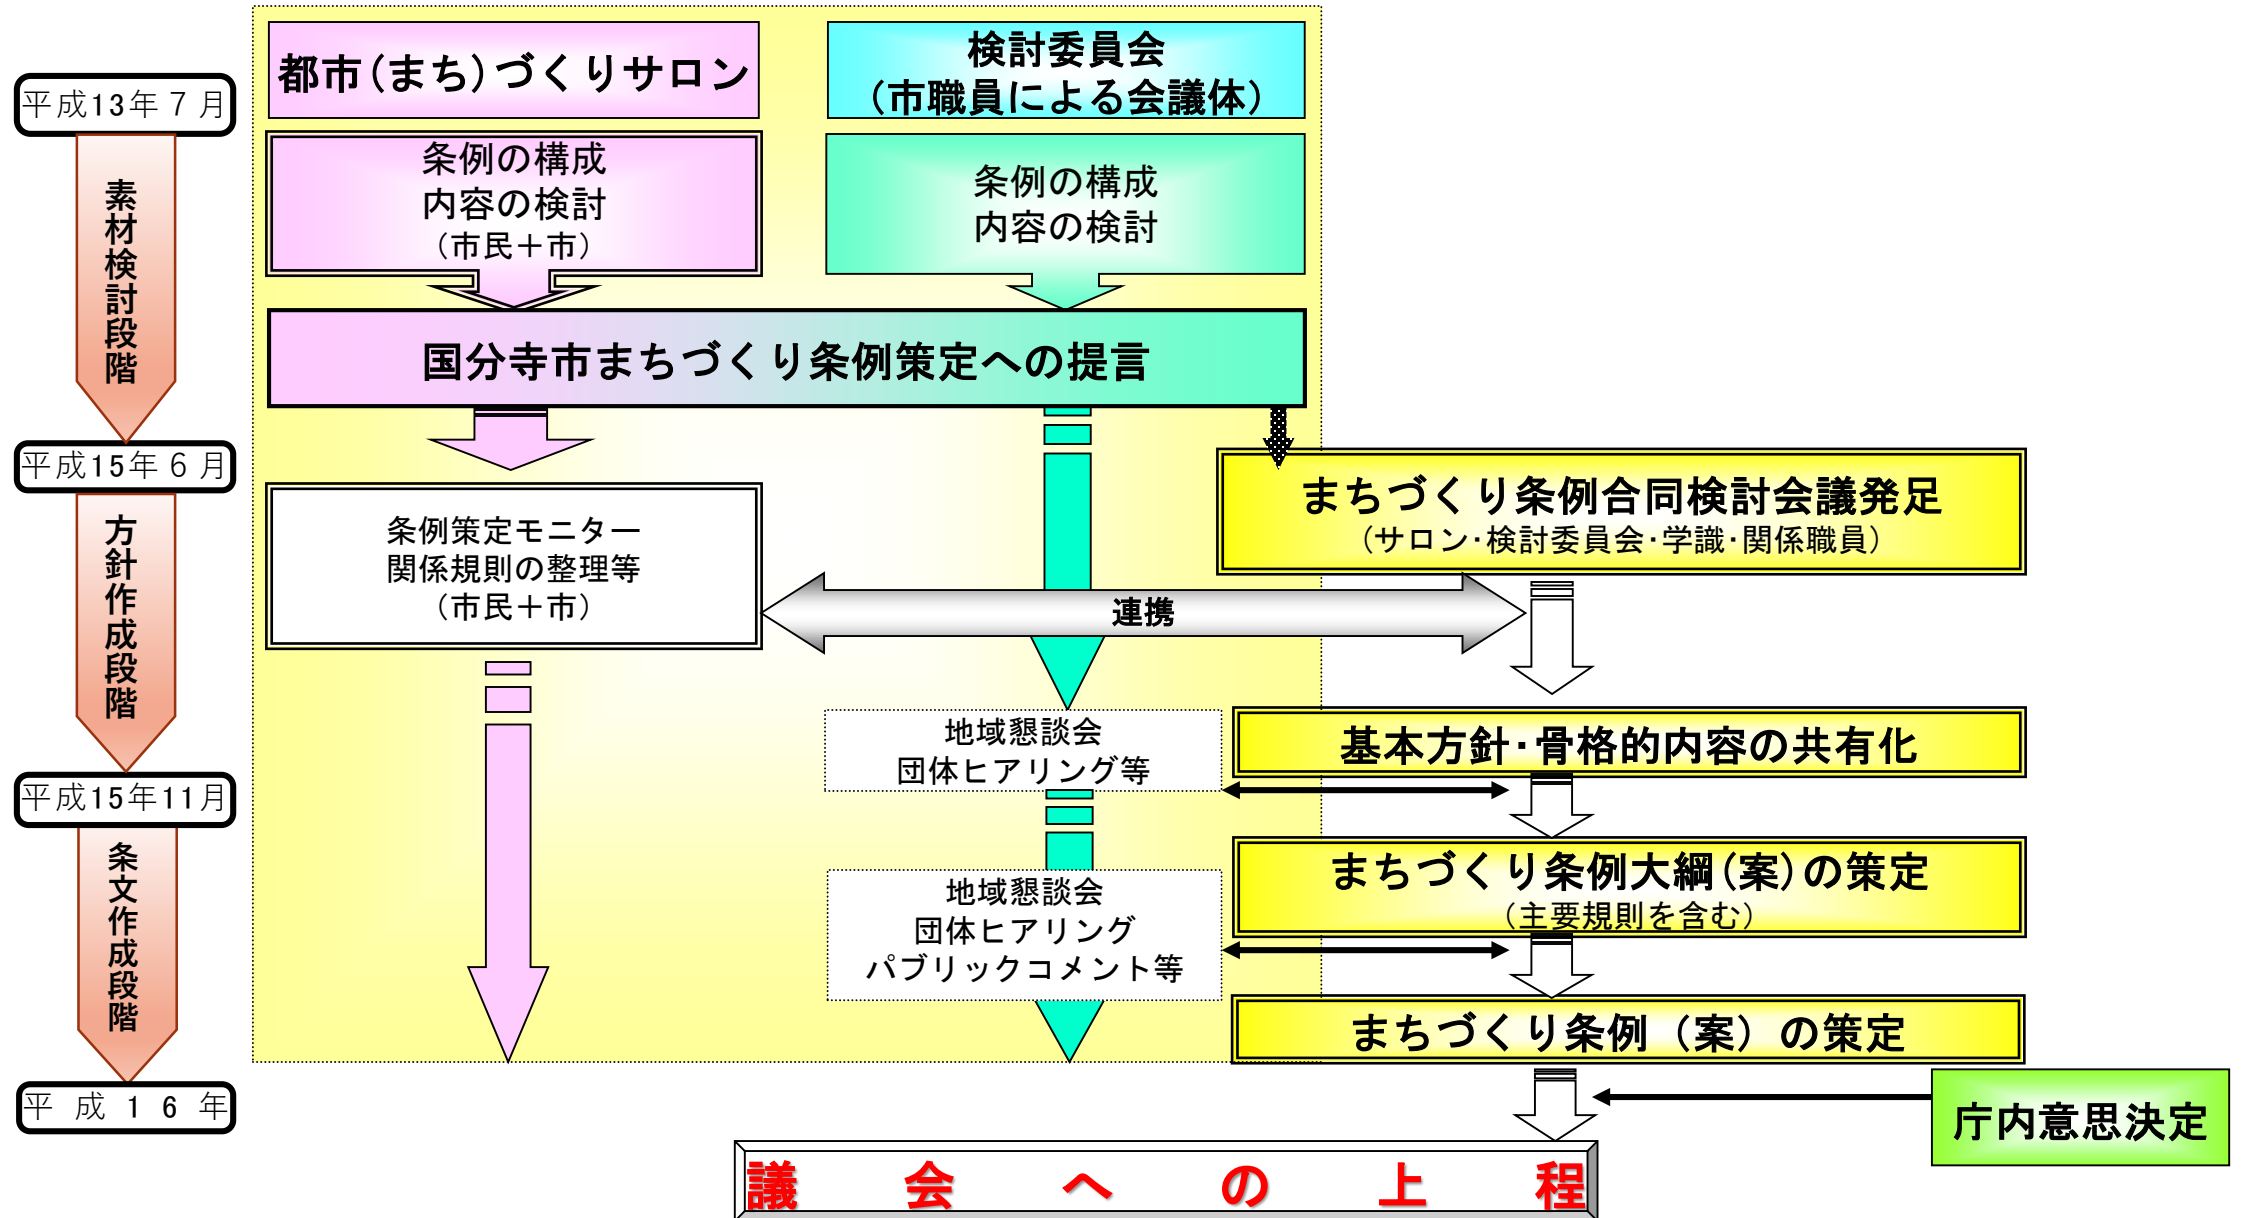 都市(まち)づくりサロン
検討委員会
(市職員による会議体)
平成13年7月
条例の構成
内容の検討
(市民＋市)
条例の構成
内容の検討
素材検討段階
国分寺市まちづくり条例策定への提言
平成15年6月
まちづくり条例合同検討会議発足
(サロン・検討委員会・学識・関係職員)
方針作成段階
条例策定モニター
関係規則の整理等
(市民＋市)
連携
地域懇談会
団体ヒアリング等
基本方針・骨格的内容の共有化
平成15年11月
条文作成段階
まちづくり条例大綱(案)の策定
(主要規則を含む)
地域懇談会
団体ヒアリング
パブリックコメント等
まちづくり条例（案）の策定
平成16年
庁内意思決定
議会への上程